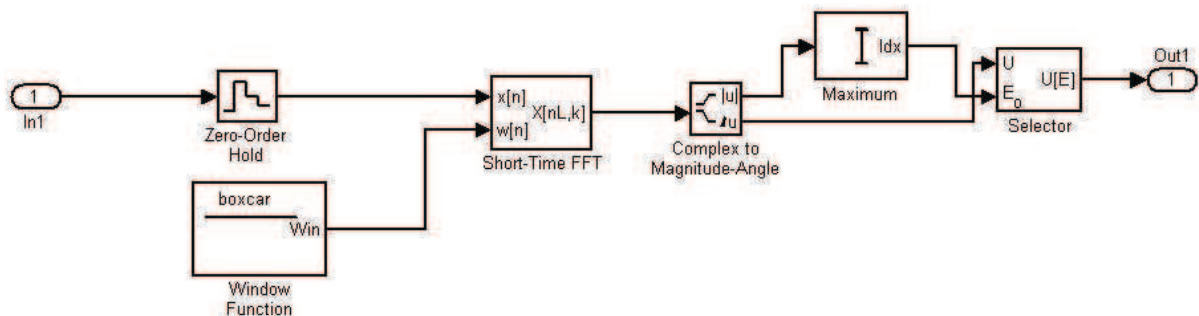 1
In1
Zero-Order
Hold
boxcar
Win
Window
Function
x[n]
w[n]
X[nL,k]
Short-Time FFT
|u|
∠u
Complex to
Magnitude-Angle
Idx
Maximum
U
E₀
U[E]
Selector
Out1
1